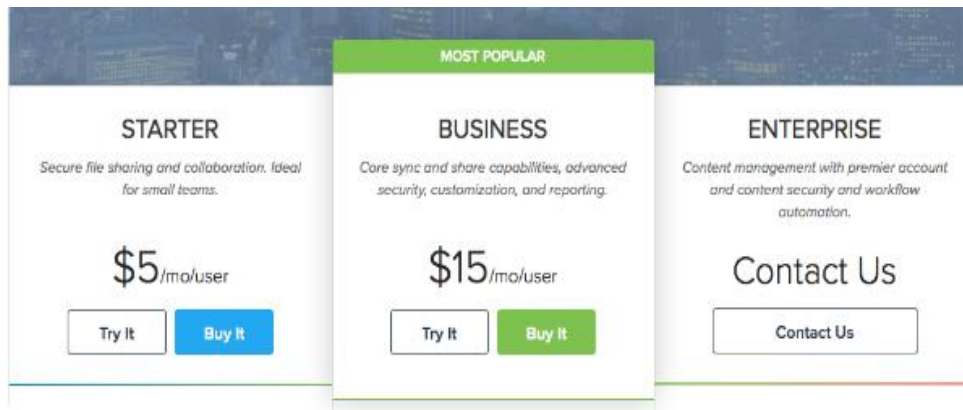 MOST POPULAR
STARTER
Secure file sharing and collaboration. Ideal
for small teams.
$5/mo/user
Try It
Buy It
BUSINESS
Core sync and share capabilities, advanced
security, customization, and reporting.
$15/mo/user
Try It
Buy It
ENTERPRISE
Content management with premier account
and content security and workflow
automation.
Contact Us
Contact Us